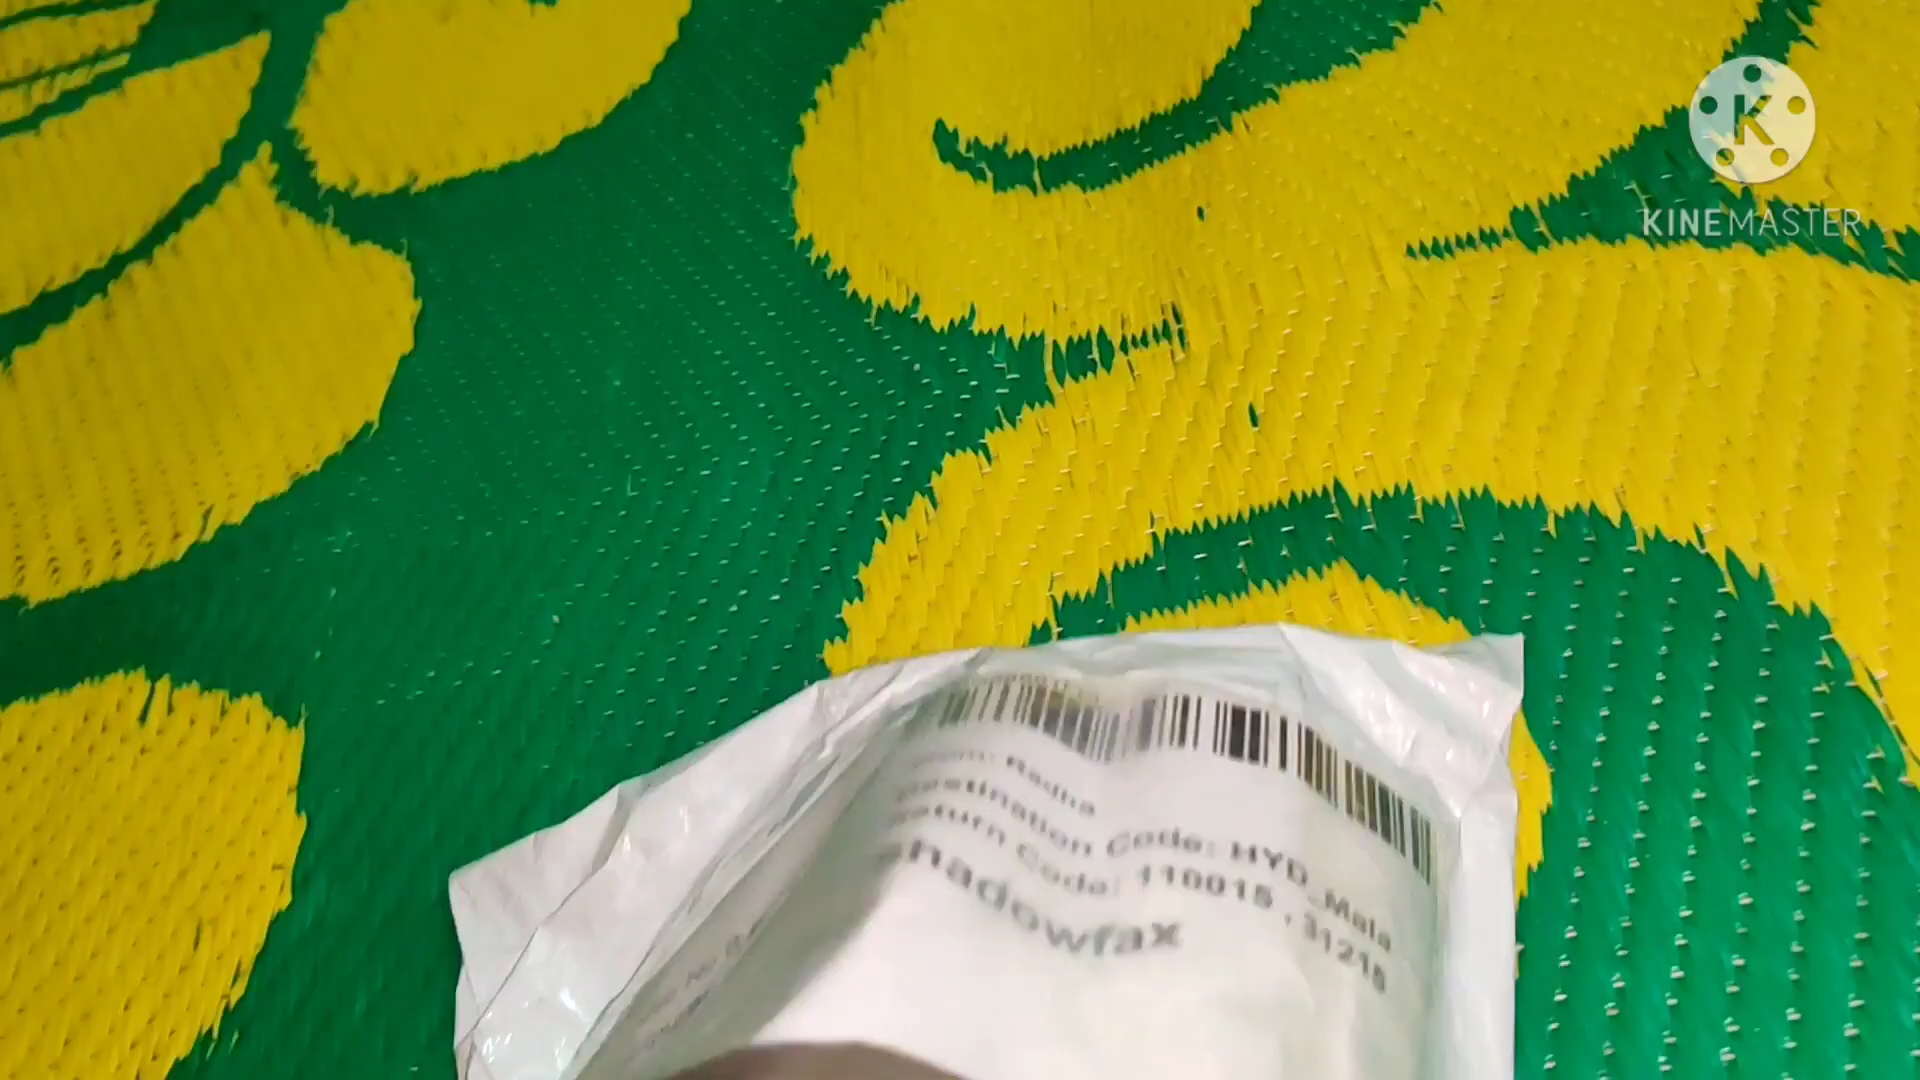 K
KINEMASTER
Radha
Destination Code: HYD_Mala
Return Code: 110015 , 31215
Shadowfax